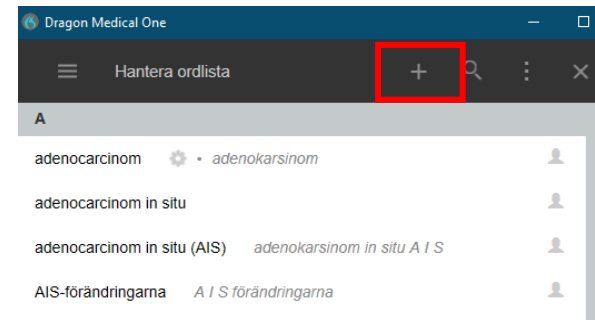 Dragon Medical One
Hantera ordlista
A
adenocarcinom • adenokarsinom
adenocarcinom in situ
adenocarcinom in situ (AIS) adenokarsinom in situ A I S
AIS-förändringarna A I S förändringarna